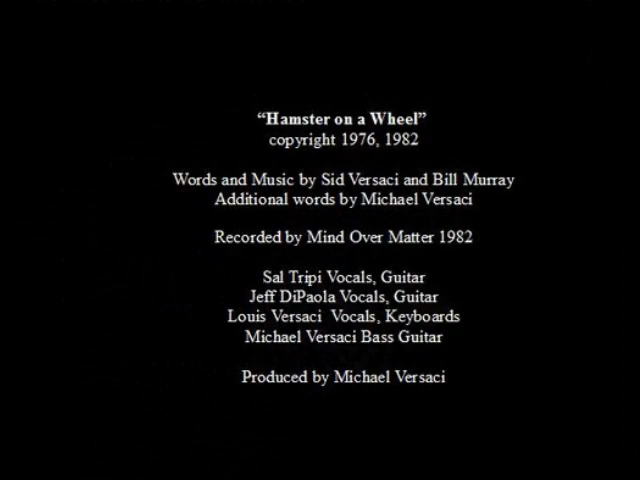 “Hamster on a Wheel”
copyright 1976, 1982
Words and Music by Sid Versaci and Bill Murray
Additional words by Michael Versaci
Recorded by Mind Over Matter 1982
Sal Tripi Vocals, Guitar
Jeff DiPaola Vocals, Guitar
Louis Versaci  Vocals, Keyboards
Michael Versaci Bass Guitar
Produced by Michael Versaci